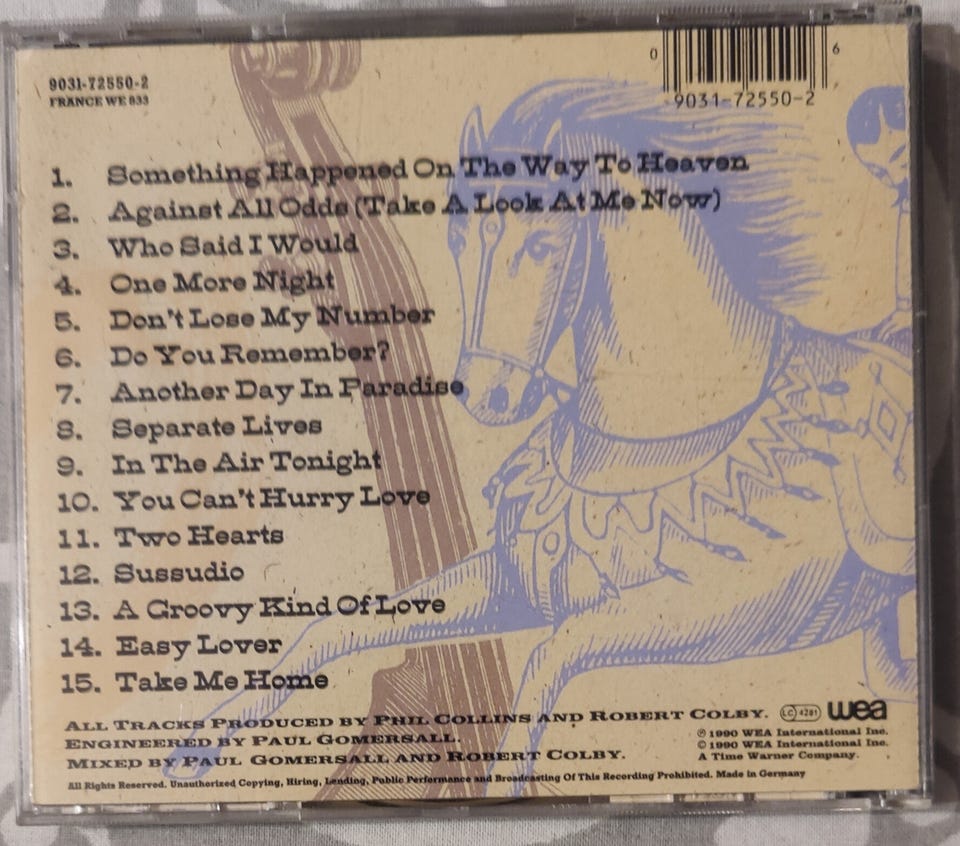 9031-72550-2
FRANCE WE 833
0 6
9031-72550-2
1. Something Happened On The Way To Heaven
2. Against All Odds (Take A Look At Me Now)
3. Who Said I Would
4. One More Night
5. Don't Lose My Number
6. Do You Remember?
7. Another Day In Paradise
8. Separate Lives
9. In The Air Tonight
10. You Can't Hurry Love
11. Two Hearts
12. Sussudio
13. A Groovy Kind Of Love
14. Easy Lover
15. Take Me Home
All Tracks Produced by Phil Collins and Robert Colby.
Engineered by Paul Gomersall.
Mixed by Paul Gomersall and Robert Colby.
LC 4281 wea
℗ 1990 WEA International Inc.
© 1990 WEA International Inc.
A Time Warner Company.
All Rights Reserved. Unauthorized Copying, Hiring, Lending, Public Performance and Broadcasting Of This Recording Prohibited. Made in Germany